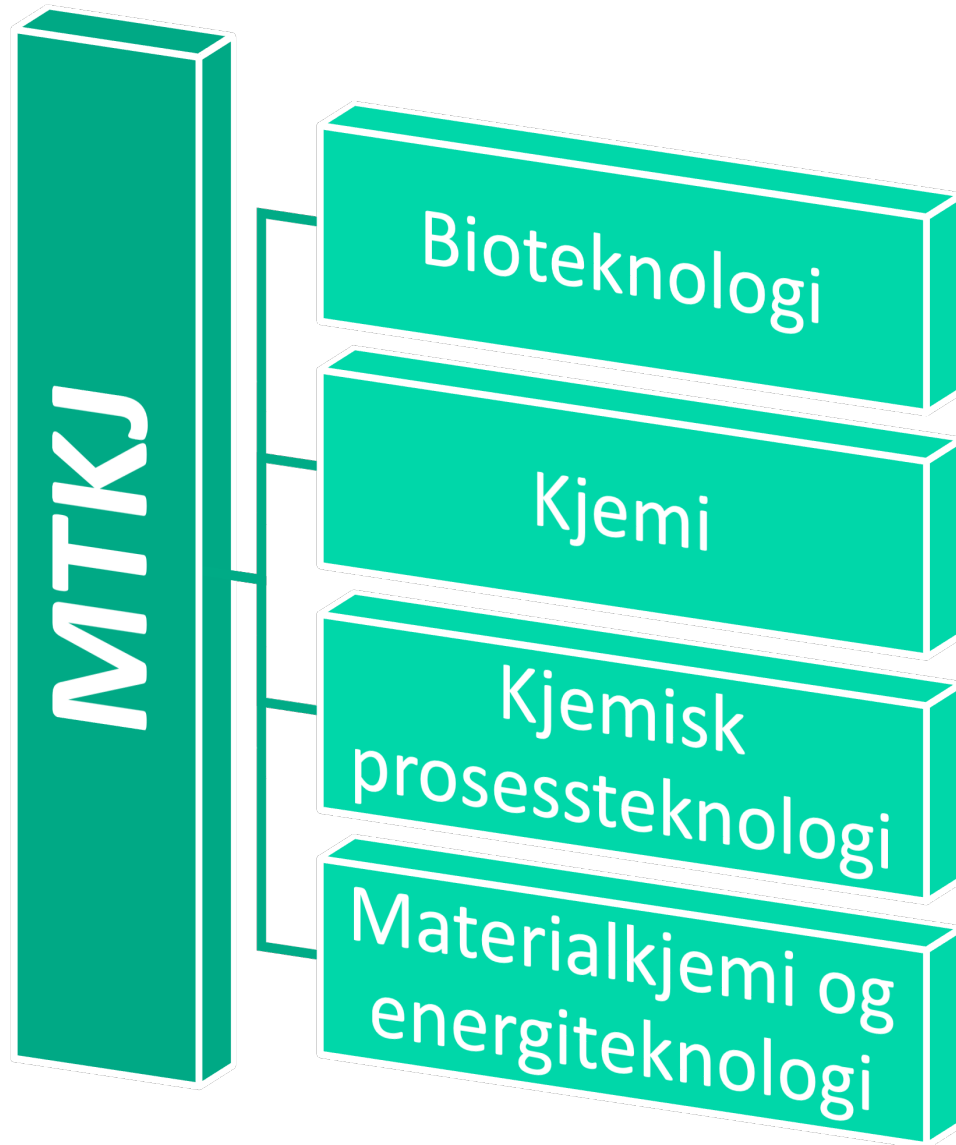 MTKJ
Bioteknologi
Kjemi
Kjemisk
prosessteknologi
Materialkjemi og
energiteknologi